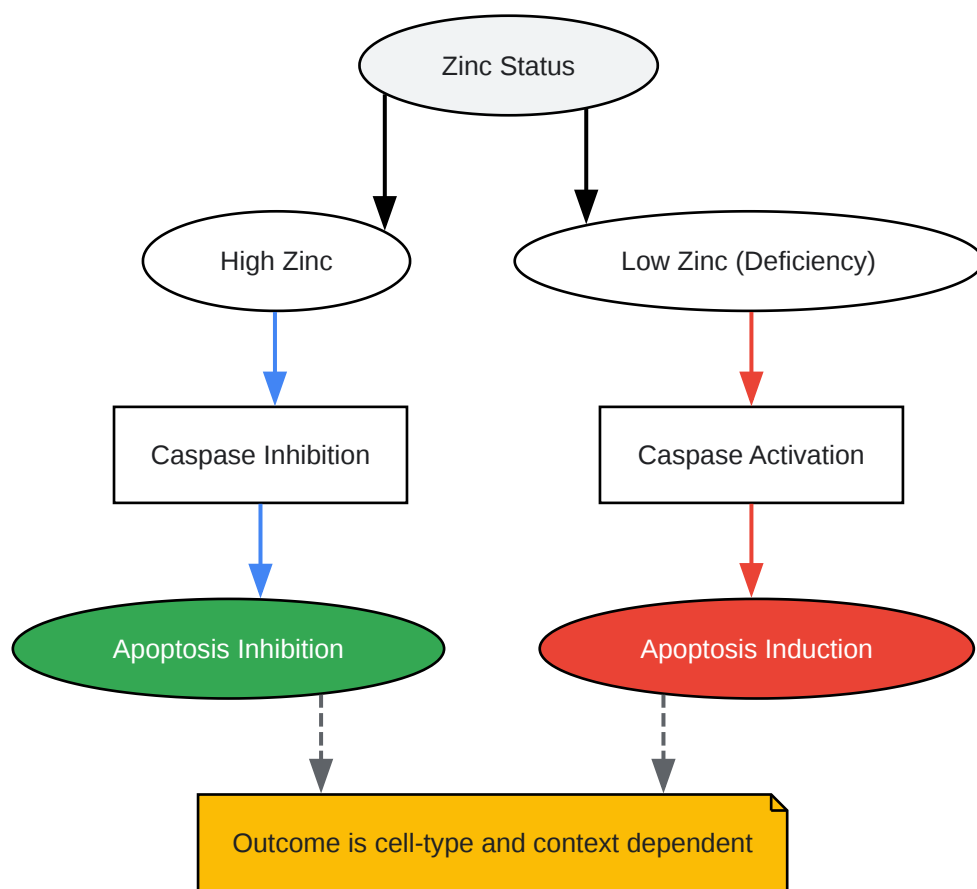 Zinc Status
High Zinc
Low Zinc (Deficiency)
Caspase Inhibition
Caspase Activation
Apoptosis Inhibition
Apoptosis Induction
Outcome is cell-type and context dependent